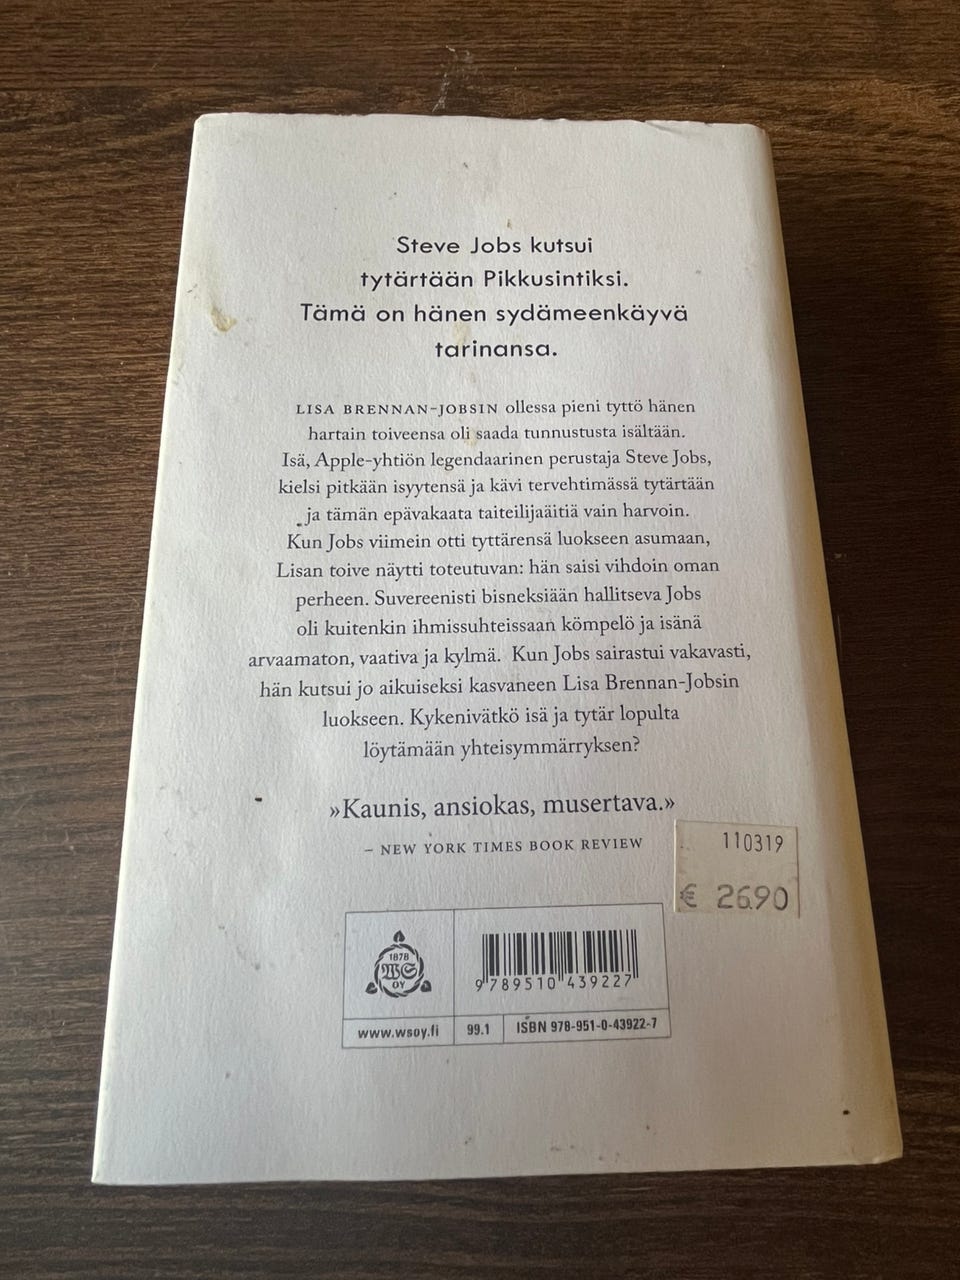 Steve Jobs kutsui
tytärtään Pikkusintiksi.
Tämä on hänen sydämeenkäyvä
tarinansa.
LISA BRENNAN-JOBSIN ollessa pieni tyttö hänen
hartain toiveensa oli saada tunnustusta isältään.
Isä, Apple-yhtiön legendaarinen perustaja Steve Jobs,
kielsi pitkään isyytensä ja kävi tervehtimässä tytärtään
ja tämän epävakaata taiteilijaäitiä vain harvoin.
Kun Jobs viimein otti tyttärensä luokseen asumaan,
Lisan toive näytti toteutuvan: hän saisi vihdoin oman
perheen. Suvereenisti bisneksiään hallitseva Jobs
oli kuitenkin ihmissuhteissaan kömpelö ja isänä
arvaamaton, vaativa ja kylmä. Kun Jobs sairastui vakavasti,
hän kutsui jo aikuiseksi kasvaneen Lisa Brennan-Jobsin
luokseen. Kykenivätkö isä ja tytär lopulta
löytämään yhteisymmärryksen?
»Kaunis, ansiokas, musertava.»
– NEW YORK TIMES BOOK REVIEW
110319
€ 26.90
1878
WS
OY
9 789510 439227
www.wsoy.fi
99.1
ISBN 978-951-0-43922-7